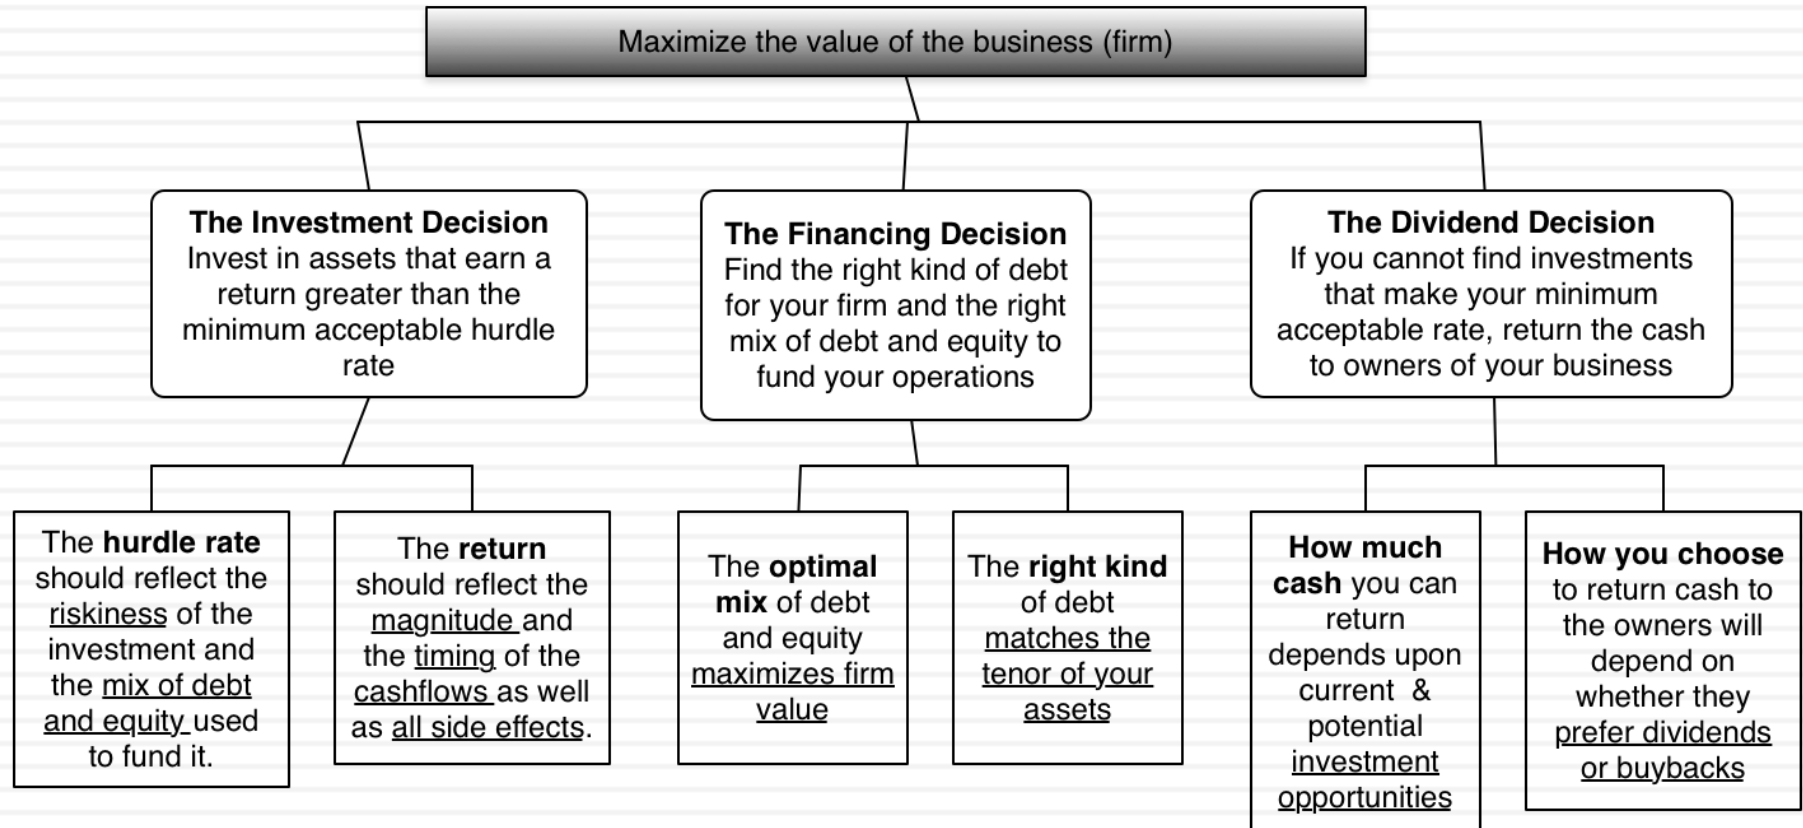 Maximize the value of the business (firm)
The Investment Decision
Invest in assets that earn a
return greater than the
minimum acceptable hurdle
rate
The Financing Decision
Find the right kind of debt
for your firm and the right
mix of debt and equity to
fund your operations
The Dividend Decision
If you cannot find investments
that make your minimum
acceptable rate, return the cash
to owners of your business
The hurdle rate
should reflect the
riskiness of the
investment and
the mix of debt
and equity used
to fund it.
The return
should reflect the
magnitude and
the timing of the
cashflows as well
as all side effects.
The optimal
mix of debt
and equity
maximizes firm
value
The right kind
of debt
matches the
tenor of your
assets
How much
cash you can
return
depends upon
current &
potential
investment
opportunities
How you choose
to return cash to
the owners will
depend on
whether they
prefer dividends
or buybacks